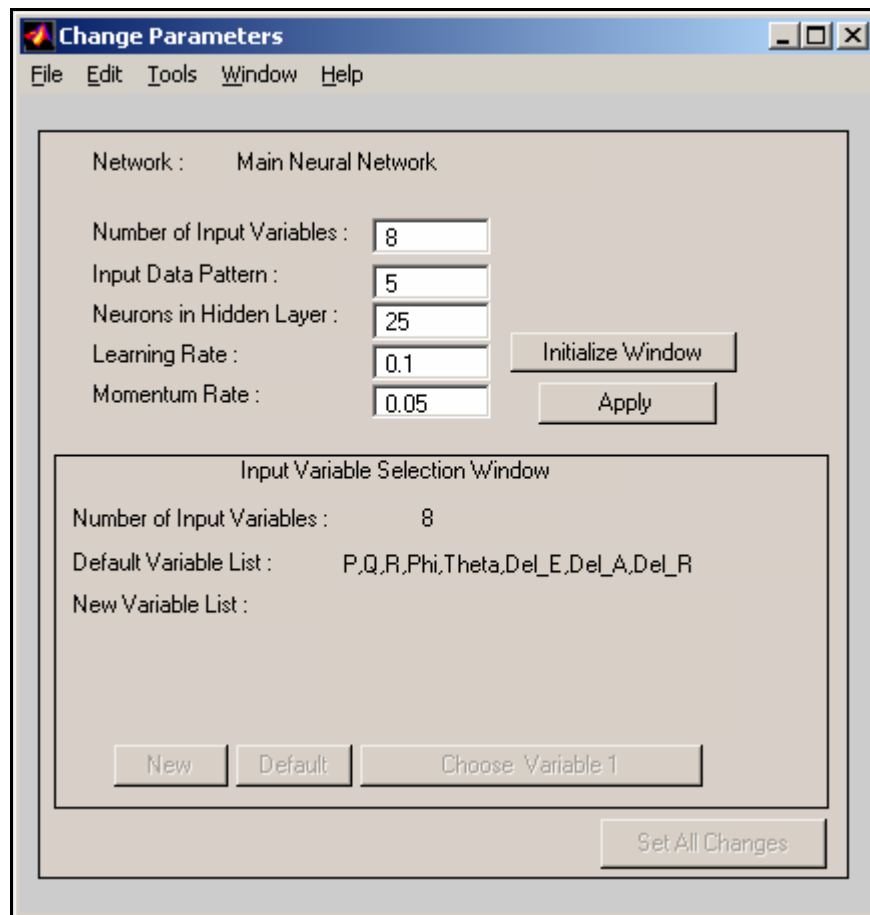 Change Parameters
File Edit Tools Window Help
Network : Main Neural Network
Number of Input Variables : 8
Input Data Pattern : 5
Neurons in Hidden Layer : 25
Learning Rate : 0.1
Initialize Window
Momentum Rate : 0.05
Apply
Input Variable Selection Window
Number of Input Variables : 8
Default Variable List : P,Q,R,Phi,Theta,Del_E,Del_A,Del_R
New Variable List :
New Default Choose Variable 1
Set All Changes